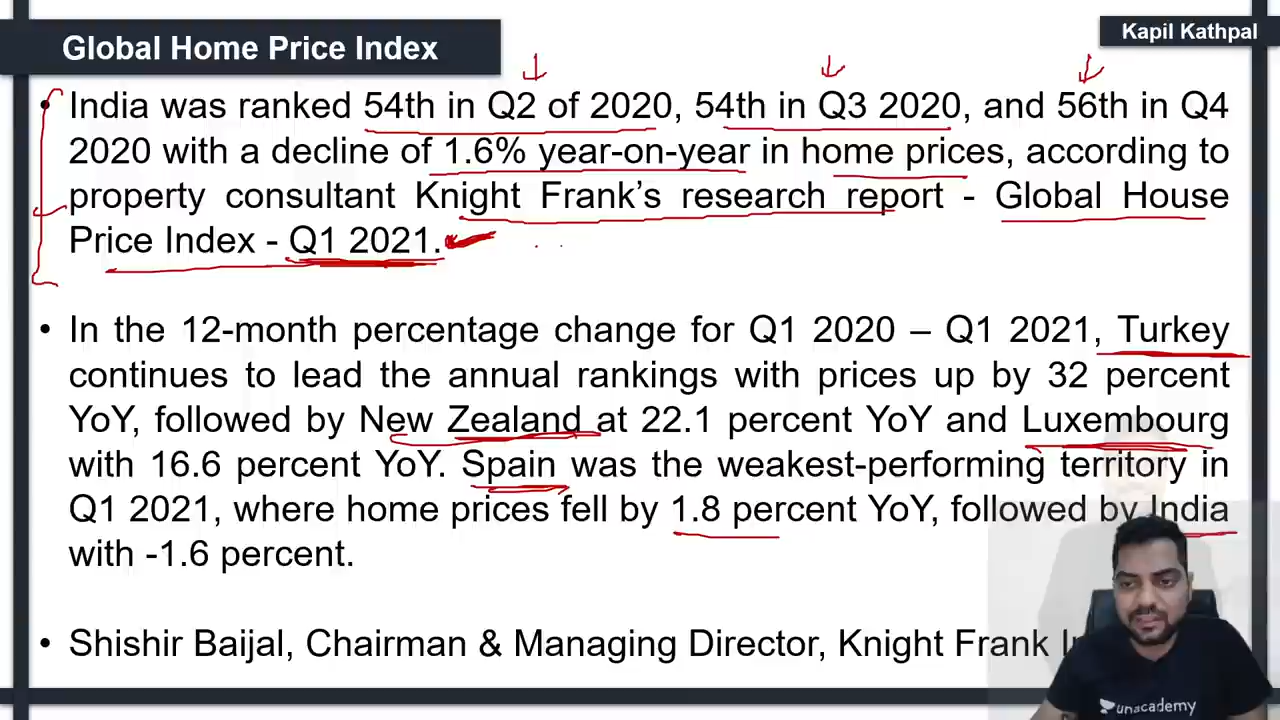 Global Home Price Index
Kapil Kathpal
• India was ranked 54th in Q2 of 2020, 54th in Q3 2020, and 56th in Q4
2020 with a decline of 1.6% year-on-year in home prices, according to
property consultant Knight Frank's research report - Global House
Price Index - Q1 2021.
• In the 12-month percentage change for Q1 2020 – Q1 2021, Turkey
continues to lead the annual rankings with prices up by 32 percent
YoY, followed by New Zealand at 22.1 percent YoY and Luxembourg
with 16.6 percent YoY. Spain was the weakest-performing territory in
Q1 2021, where home prices fell by 1.8 percent YoY, followed by India
with -1.6 percent.
• Shishir Baijal, Chairman & Managing Director, Knight Frank
unacademy